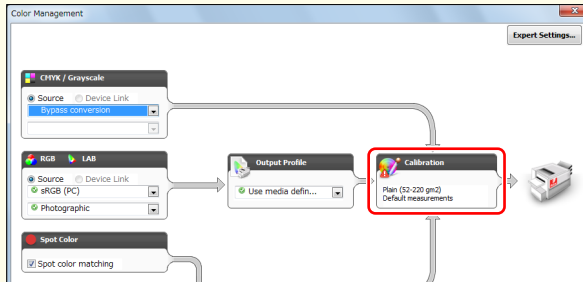 Color Management
Expert Settings...
CMYK / Grayscale
Source Device Link
Bypass conversion
RGB LAB
Source Device Link
sRGB (PC)
Photographic
Output Profile
Use media defin...
Calibration
Plain (52-220 gm2)
Default measurements
Spot Color
Spot color matching